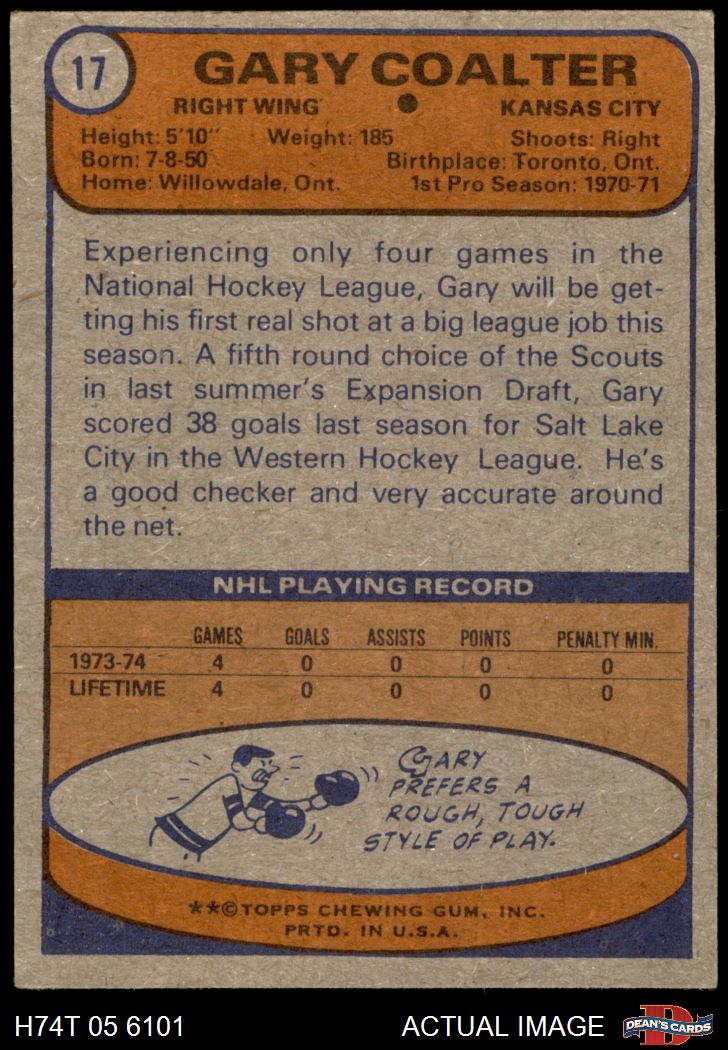 17
GARY COALTER
RIGHT WING ● KANSAS CITY
Height: 5'10" Weight: 185 Shoots: Right
Born: 7-8-50 Birthplace: Toronto, Ont.
Home: Willowdale, Ont. 1st Pro Season: 1970-71
Experiencing only four games in the
National Hockey League, Gary will be get-
ting his first real shot at a big league job this
season. A fifth round choice of the Scouts
in last summer's Expansion Draft, Gary
scored 38 goals last season for Salt Lake
City in the Western Hockey League. He's
a good checker and very accurate around
the net.
NHL PLAYING RECORD
GAMES GOALS ASSISTS POINTS PENALTY MIN.
1973-74 4 0 0 0 0
LIFETIME 4 0 0 0 0
GARY
PREFERS A
ROUGH, TOUGH
STYLE OF PLAY.
**©TOPPS CHEWING GUM, INC.
PRTD. IN U.S.A.
H74T 05 6101 ACTUAL IMAGE D DEAN'S CARDS